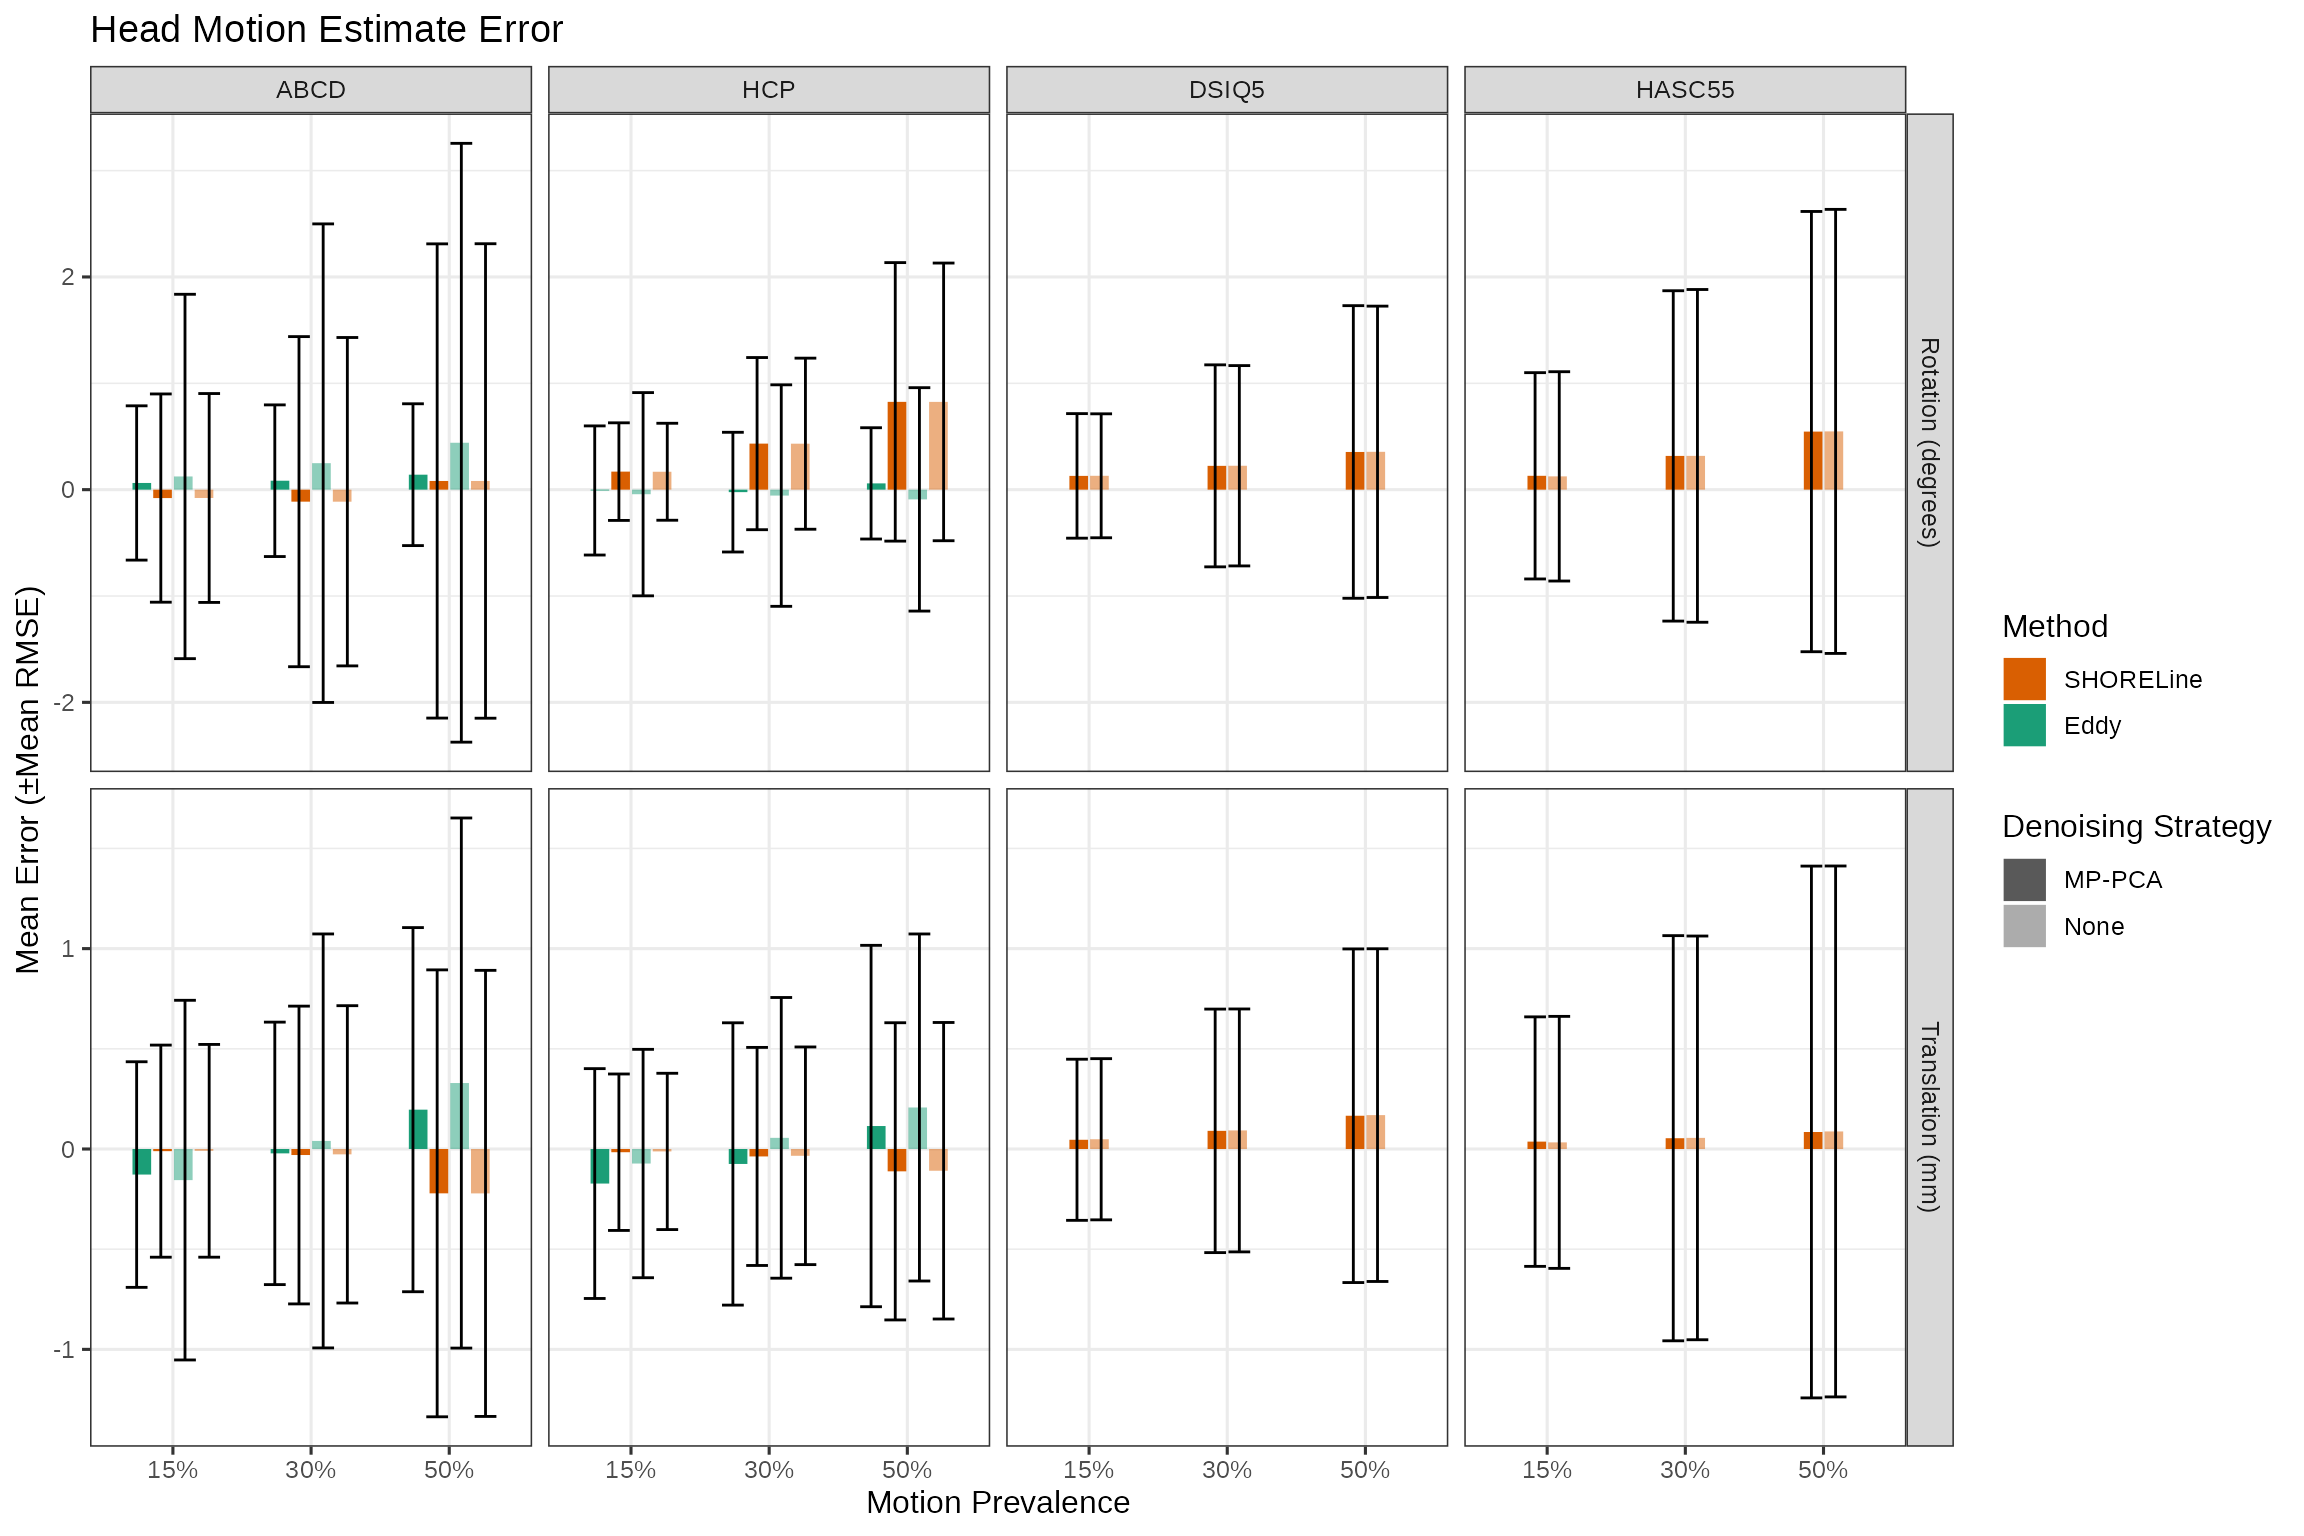 Head Motion Estimate Error
ABCD
HCP
DSIQ5
HASC55
2
0
-2
Rotation (degrees)
1
0
-1
Translation (mm)
Mean Error (±Mean RMSE)
15%
30%
50%
15%
30%
50%
15%
30%
50%
15%
30%
50%
Motion Prevalence
Method
SHORELine
Eddy
Denoising Strategy
MP-PCA
None